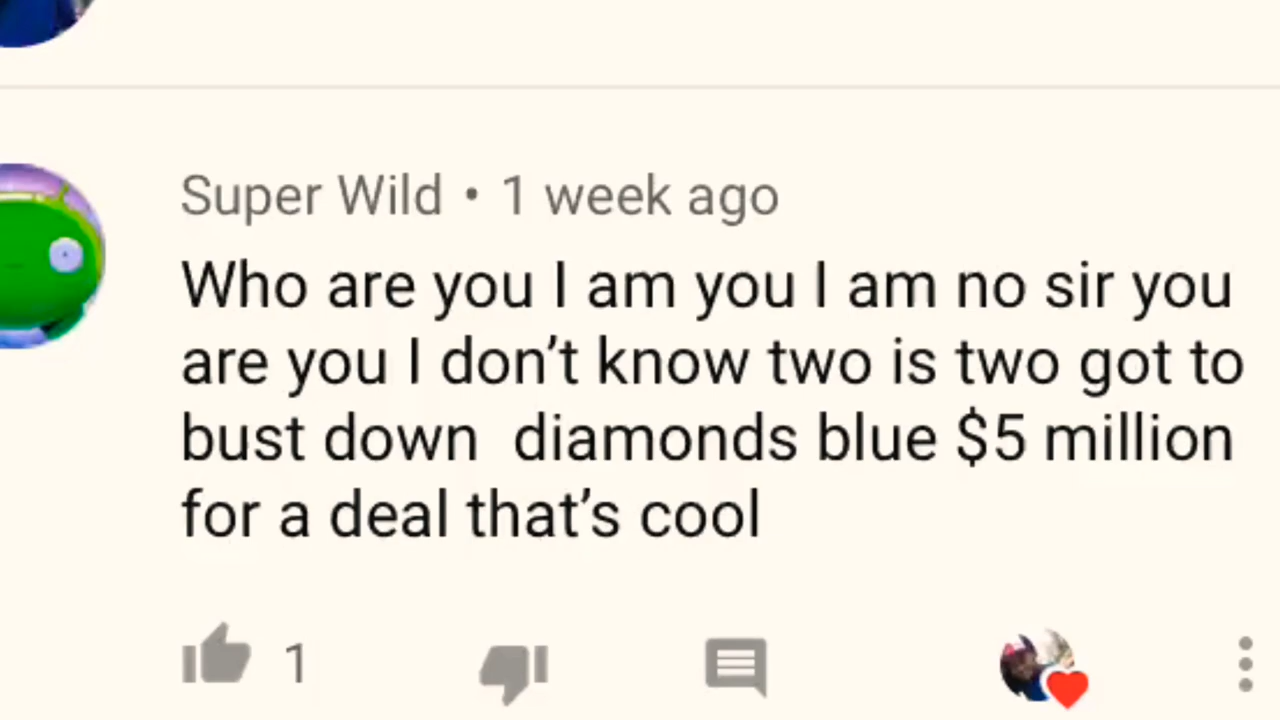 Super Wild • 1 week ago
Who are you I am you I am no sir you
are you I don’t know two is two got to
bust down  diamonds blue $5 million
for a deal that’s cool
1